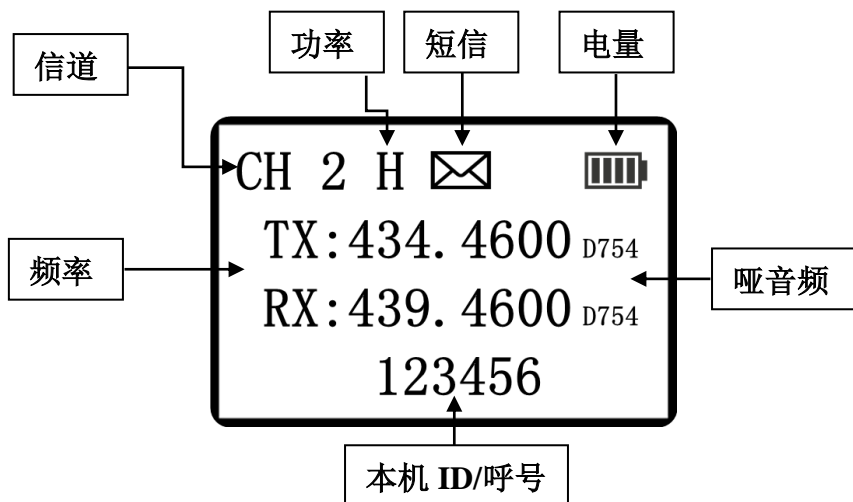 功率
短信
电量
信道
CH 2 H
TX:434.4600 D754
频率
哑音频
RX:439.4600 D754
123456
本机 ID/呼号